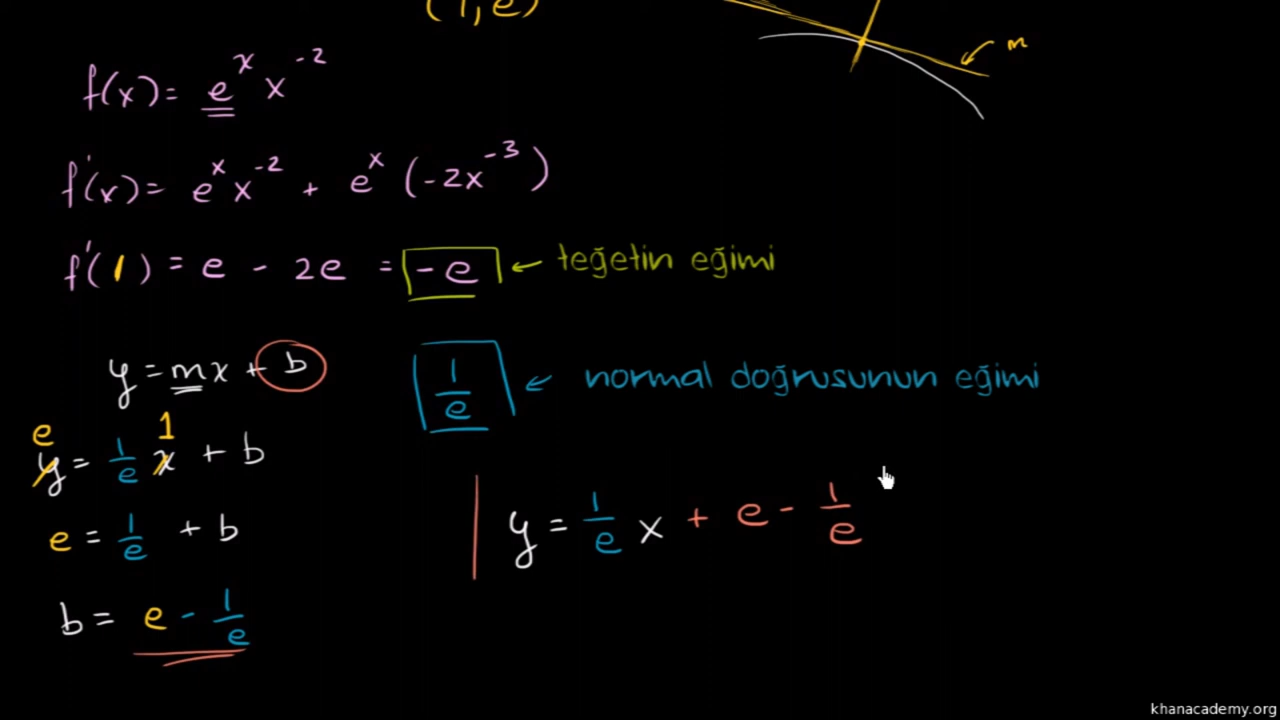 (1,e)
m
f(x)= e^x x^-2
f'(x)= e^x x^-2 + e^x (-2x^-3)
f'(1) = e - 2e = -e ← teğetin eğimi
y = mx + b
1/e ← normal doğrusunun eğimi
e 1
y = 1/e x + b
y = 1/e x + e - 1/e
e = 1/e + b
b = e - 1/e
khanacademy.org